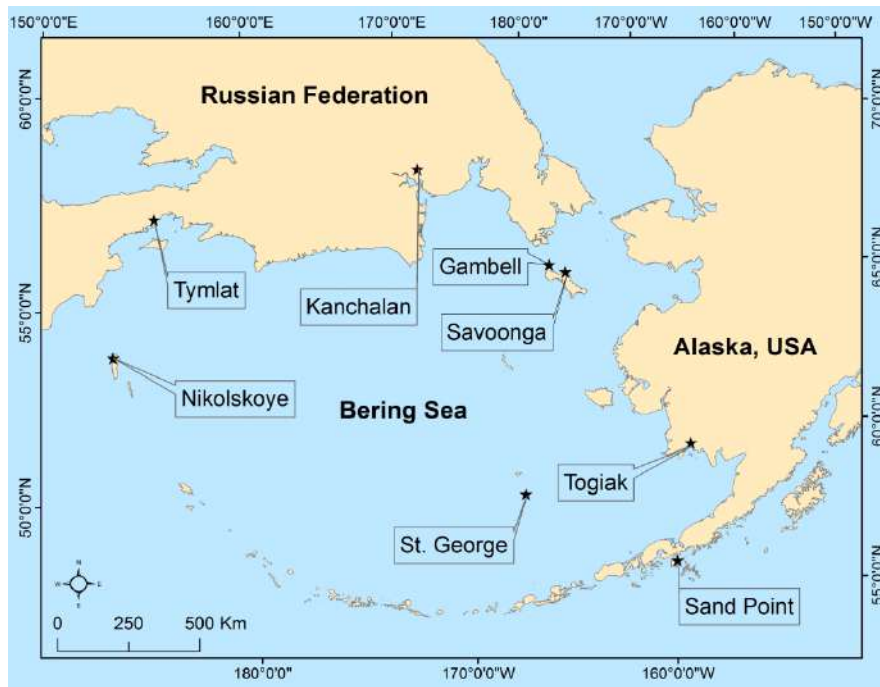 150°0'0"E 160°0'0"E 170°0'0"E 180°0'0" 170°0'0"W 160°0'0"W 150°0'0"W
60°0'0"N
70°0'0"N
Russian Federation
Gambell
65°0'0"N
Tymlat
Kanchalan
Savoonga
55°0'0"N
Alaska, USA
Nikolskoye
Bering Sea
60°0'0"N
Togiak
50°0'0"N
St. George
N
W E
S
55°0'0"N
Sand Point
0 250 500 Km
180°0'0" 170°0'0"W 160°0'0"W